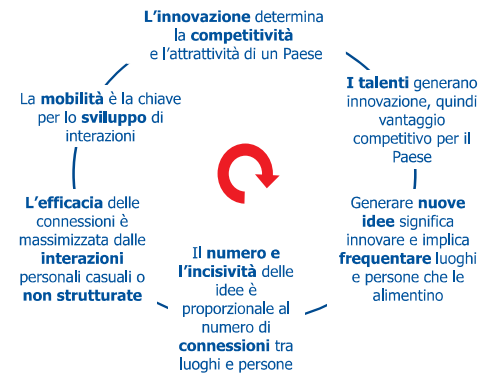 L'innovazione determina
la competitività
e l'attrattività di un Paese
I talenti generano
innovazione, quindi
vantaggio
competitivo per il
Paese
Generare nuove
idee significa
innovare e implica
frequentare luoghi
e persone che le
alimentino
Il numero e
l'incisività delle
idee è
proporzionale al
numero di
connessioni tra
luoghi e persone
L'efficacia delle
connessioni è
massimizzata dalle
interazioni
personali casuali o
non strutturate
La mobilità è la chiave
per lo sviluppo di
interazioni